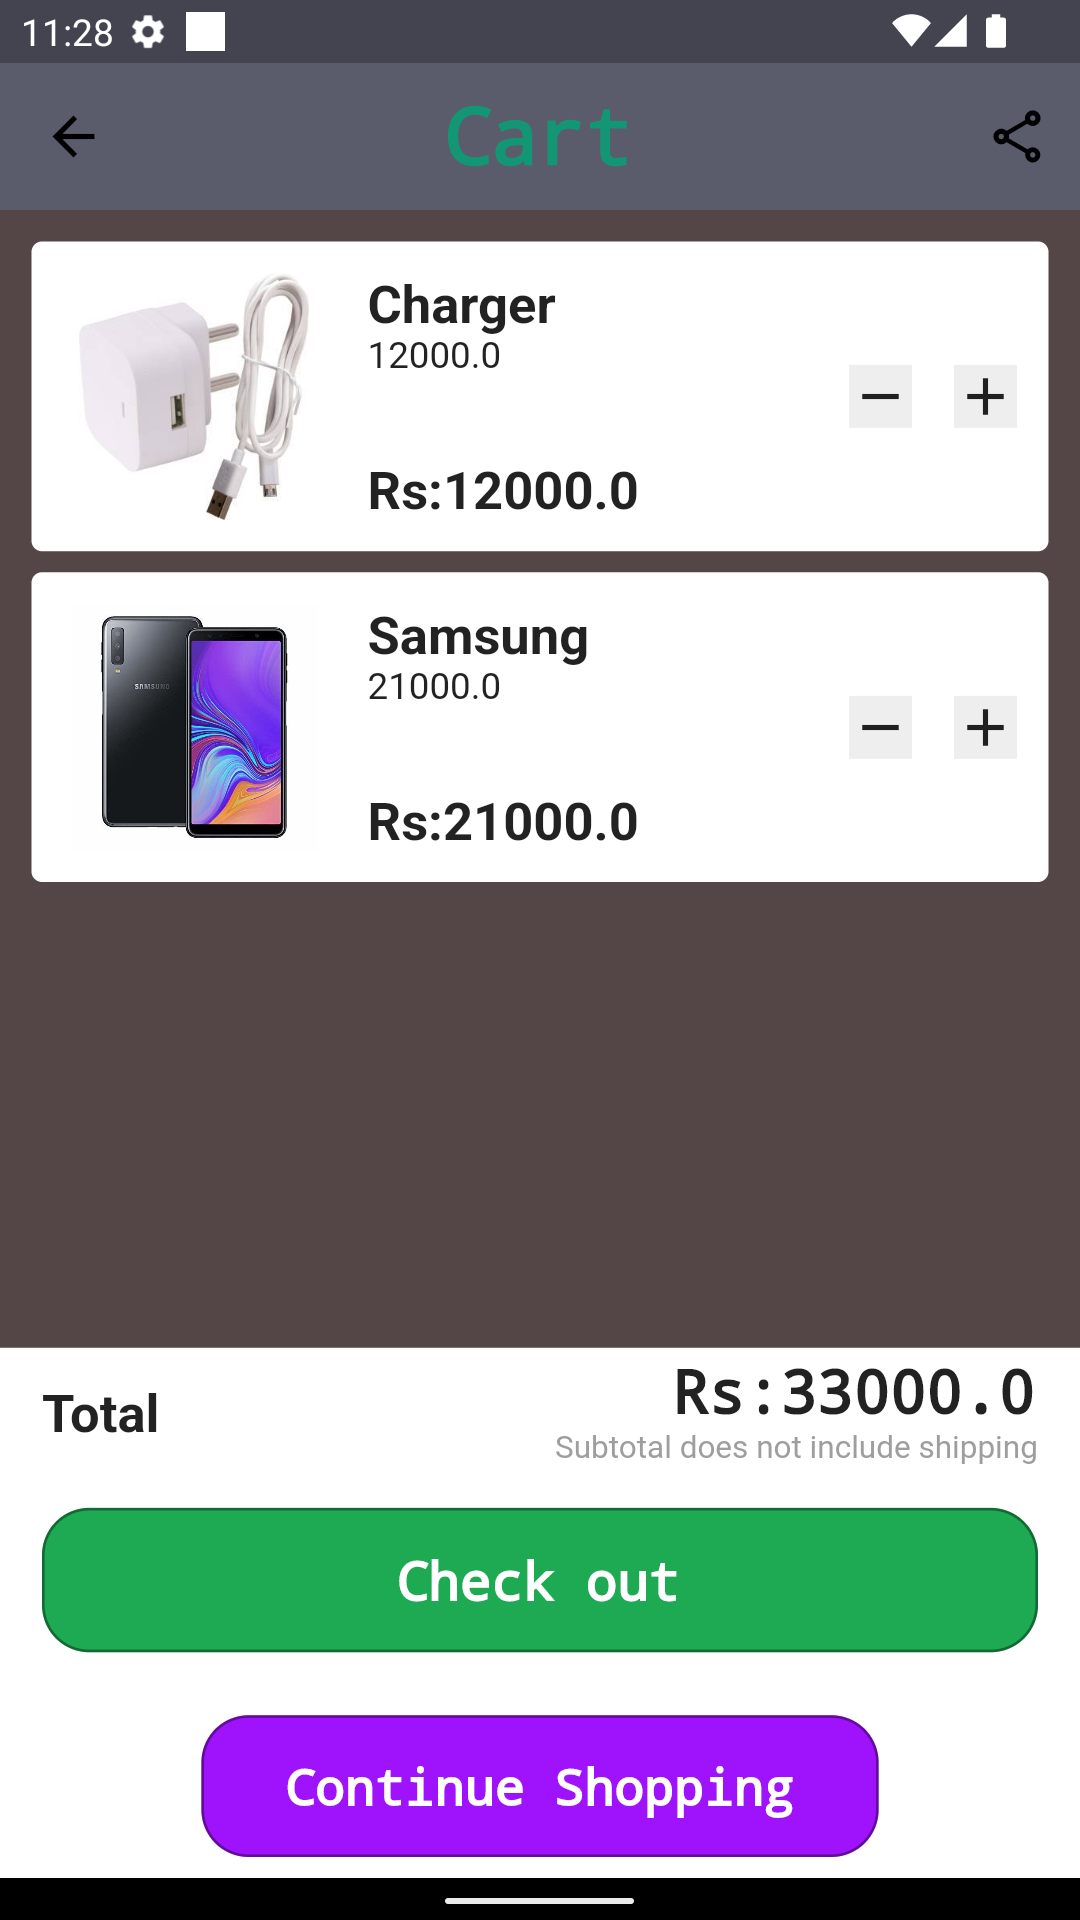 11:28
Cart
Charger
12000.0
Rs:12000.0
SAMSUNG
Samsung
21000.0
Rs:21000.0
Total
Rs:33000.0
Subtotal does not include shipping
Check out
Continue Shopping